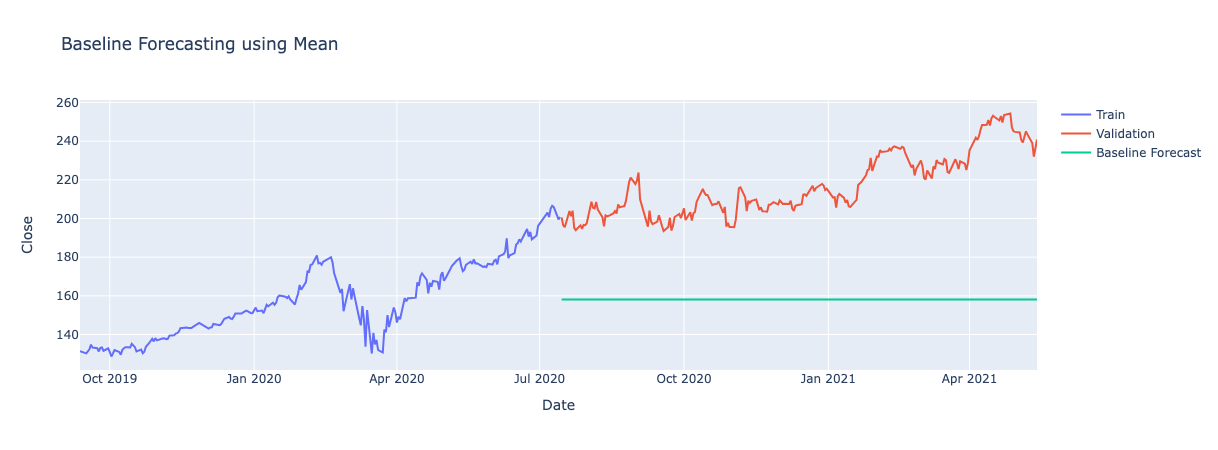 Baseline Forecasting using Mean
260
240
220
200
180
160
140
Close
Oct 2019
Jan 2020
Apr 2020
Jul 2020
Oct 2020
Jan 2021
Apr 2021
Date
Train
Validation
Baseline Forecast